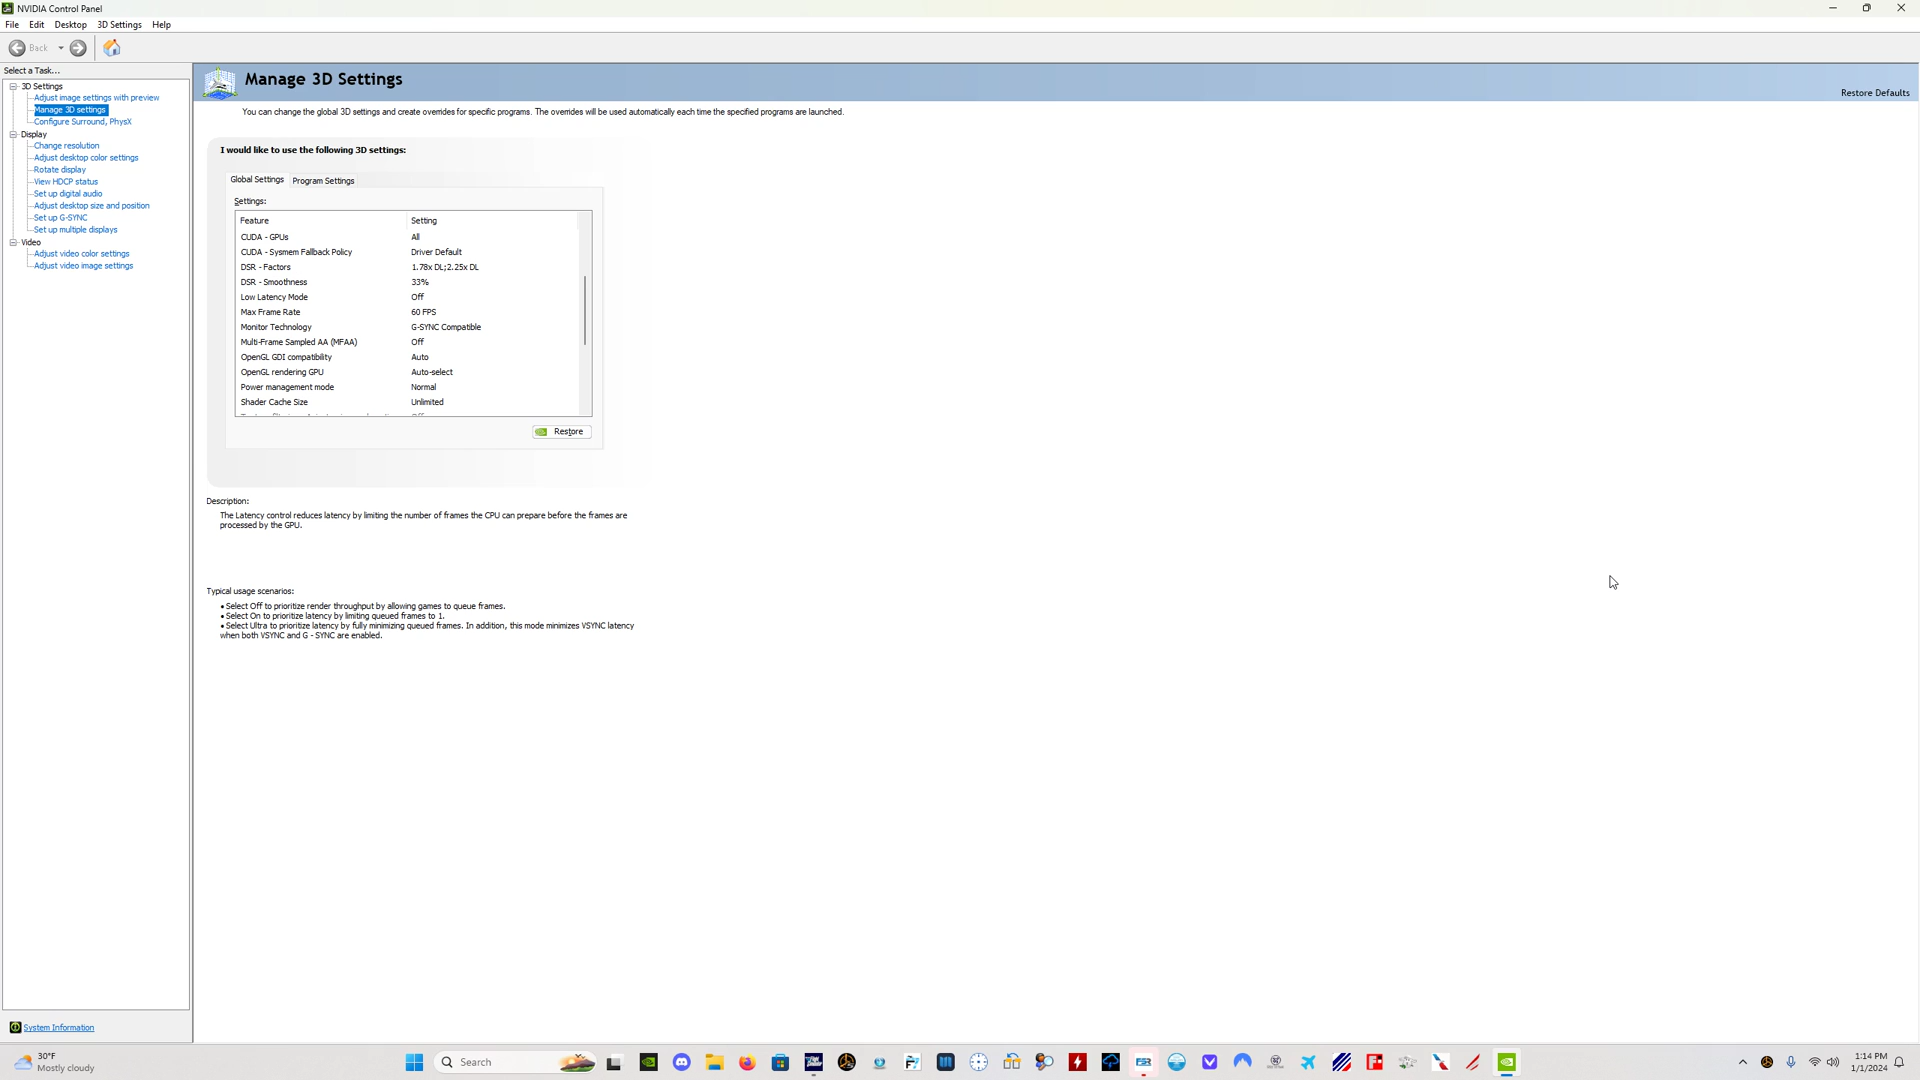 NVIDIA Control Panel
File Edit Desktop 3D Settings Help
Back
Select a Task...
3D Settings
Adjust image settings with preview
Manage 3D settings
Configure Surround, PhysX
Display
Change resolution
Adjust desktop color settings
Rotate display
View HDCP status
Set up digital audio
Adjust desktop size and position
Set up G-SYNC
Set up multiple displays
Video
Adjust video color settings
Adjust video image settings
System Information
Manage 3D Settings
Restore Defaults
You can change the global 3D settings and create overrides for specific programs. The overrides will be used automatically each time the specified programs are launched.
I would like to use the following 3D settings:
Global Settings Program Settings
Settings:
Feature Setting
CUDA - GPUs All
CUDA - Sysmem Fallback Policy Driver Default
DSR - Factors 1.78x DL;2.25x DL
DSR - Smoothness 33%
Low Latency Mode Off
Max Frame Rate 60 FPS
Monitor Technology G-SYNC Compatible
Multi-Frame Sampled AA (MFAA) Off
OpenGL GDI compatibility Auto
OpenGL rendering GPU Auto-select
Power management mode Normal
Shader Cache Size Unlimited
Restore
Description:
The Latency control reduces latency by limiting the number of frames the CPU can prepare before the frames are
processed by the GPU.
Typical usage scenarios:
• Select Off to prioritize render throughput by allowing games to queue frames.
• Select On to prioritize latency by limiting queued frames to 1.
• Select Ultra to prioritize latency by fully minimizing queued frames. In addition, this mode minimizes VSYNC latency
when both VSYNC and G - SYNC are enabled.
30°F
Mostly cloudy
Search
FSR
1:14 PM
1/1/2024